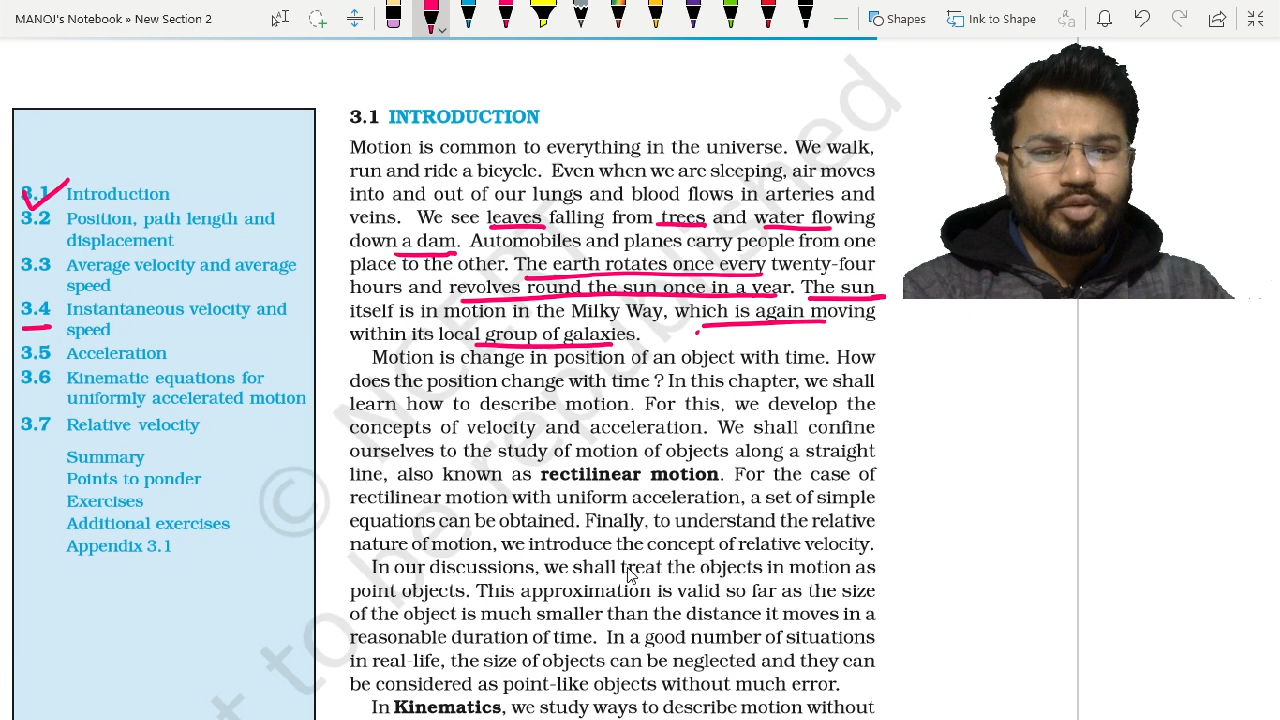 MANOJ's Notebook » New Section 2
Shapes
Ink to Shape
3.1 Introduction
3.2 Position, path length and
displacement
3.3 Average velocity and average
speed
3.4 Instantaneous velocity and
speed
3.5 Acceleration
3.6 Kinematic equations for
uniformly accelerated motion
3.7 Relative velocity
Summary
Points to ponder
Exercises
Additional exercises
Appendix 3.1
3.1 INTRODUCTION
Motion is common to everything in the universe. We walk,
run and ride a bicycle. Even when we are sleeping, air moves
into and out of our lungs and blood flows in arteries and
veins. We see leaves falling from trees and water flowing
down a dam. Automobiles and planes carry people from one
place to the other. The earth rotates once every twenty-four
hours and revolves round the sun once in a year. The sun
itself is in motion in the Milky Way, which is again moving
within its local group of galaxies.
Motion is change in position of an object with time. How
does the position change with time ? In this chapter, we shall
learn how to describe motion. For this, we develop the
concepts of velocity and acceleration. We shall confine
ourselves to the study of motion of objects along a straight
line, also known as rectilinear motion. For the case of
rectilinear motion with uniform acceleration, a set of simple
equations can be obtained. Finally, to understand the relative
nature of motion, we introduce the concept of relative velocity.
In our discussions, we shall treat the objects in motion as
point objects. This approximation is valid so far as the size
of the object is much smaller than the distance it moves in a
reasonable duration of time. In a good number of situations
in real-life, the size of objects can be neglected and they can
be considered as point-like objects without much error.
In Kinematics, we study ways to describe motion without
© NCERT
t to be republished